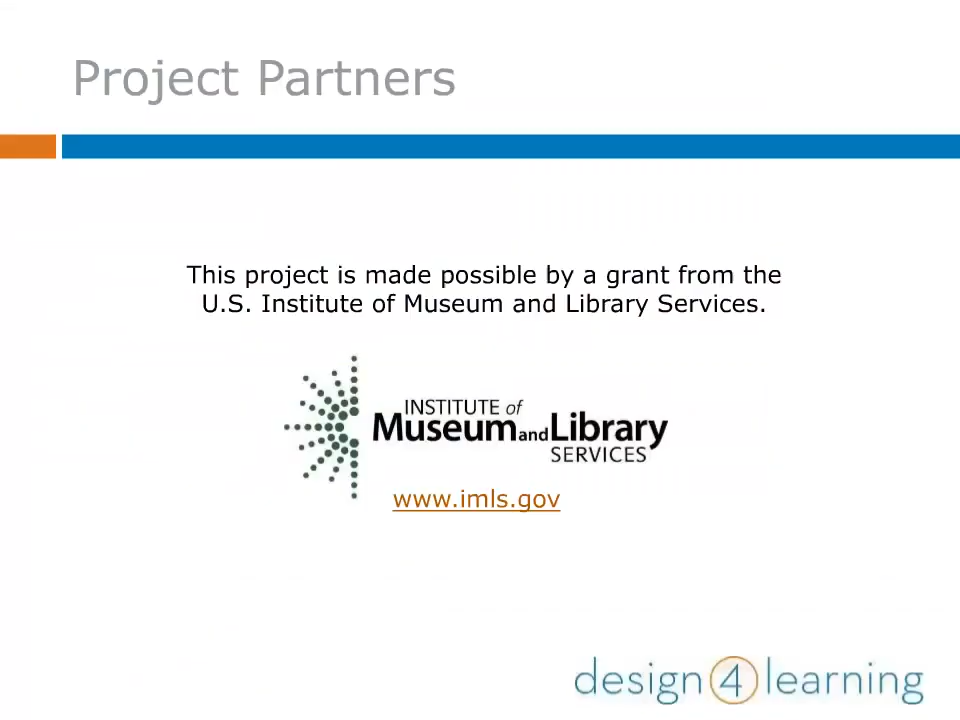 Project Partners
This project is made possible by a grant from the
U.S. Institute of Museum and Library Services.
INSTITUTE of
Museum and Library
SERVICES
www.imls.gov
design 4 learning